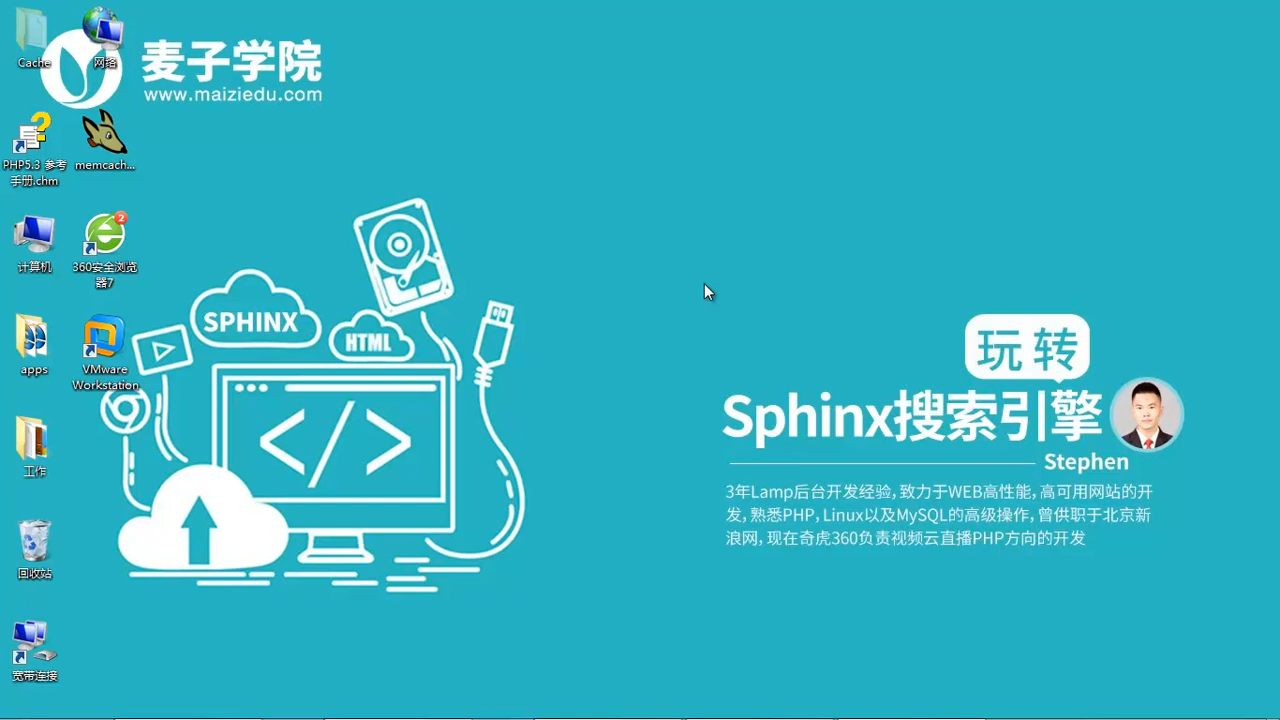 麦子学院
www.maiziedu.com
Cache
网络
PHP5.3 参考
手册.chm
memcach...
计算机
2
360安全浏览
器7
apps
VMware
Workstation
工作
回收站
宽带连接
SPHINX
HTML
</>
玩转
Sphinx搜索引擎
Stephen
3年Lamp后台开发经验,致力于WEB高性能,高可用网站的开
发,熟悉PHP,Linux以及MySQL的高级操作,曾供职于北京新
浪网,现在奇虎360负责视频云直播PHP方向的开发